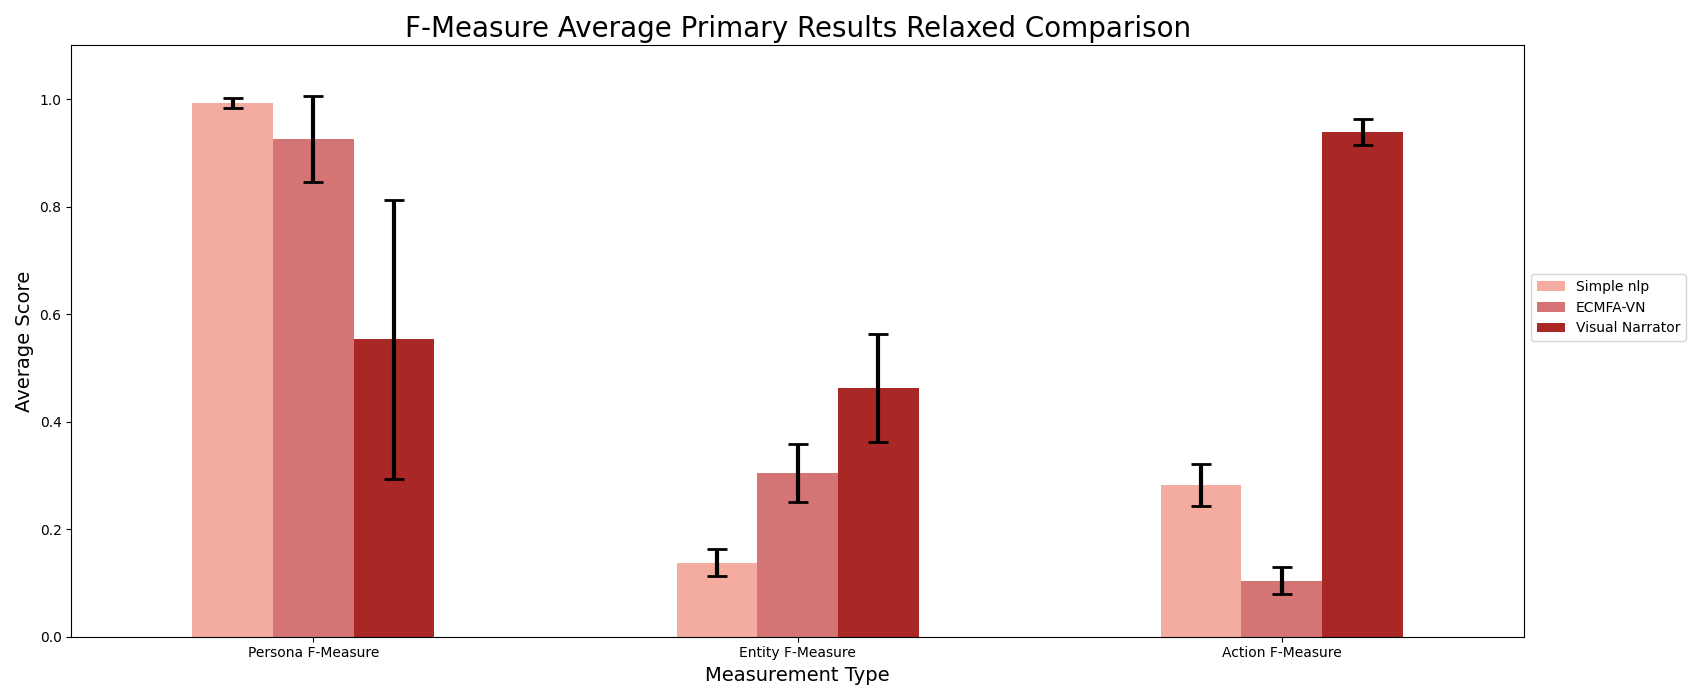 F-Measure Average Primary Results Relaxed Comparison
Average Score
1.0
0.8
0.6
0.4
0.2
0.0
Persona F-Measure
Entity F-Measure
Action F-Measure
Measurement Type
Simple nlp
ECMFA-VN
Visual Narrator